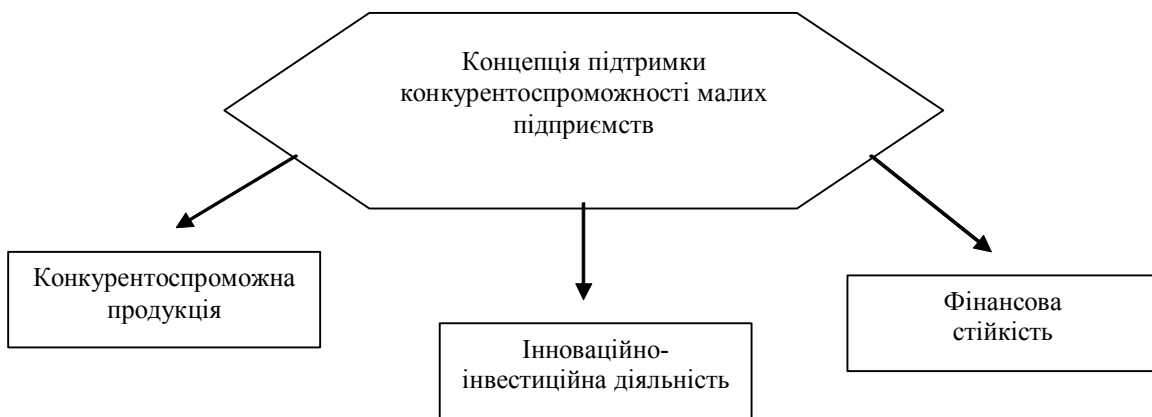 Концепція підтримки
конкурентоспроможності малих
підприємств
Конкурентоспроможна
продукція
Інноваційно-
інвестиційна діяльність
Фінансова
стійкість